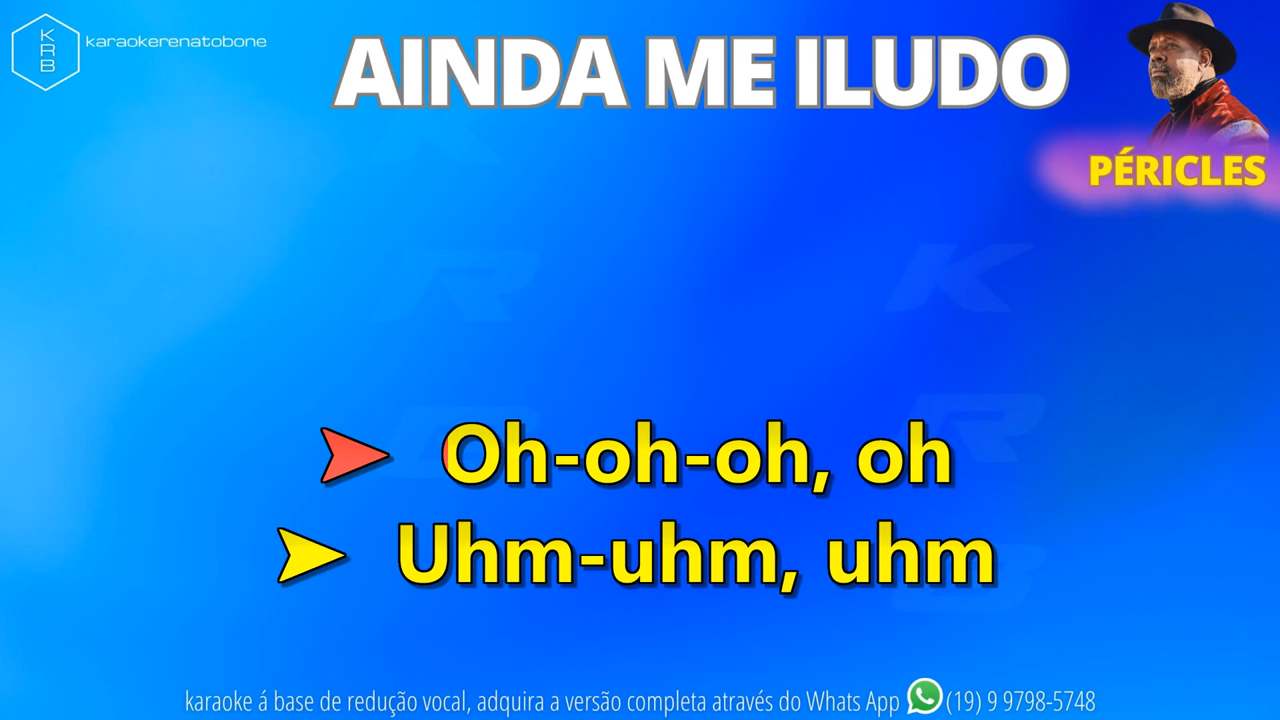 KRB
karaokerenatobone
AINDA ME ILUDO
PÉRICLES
Oh-oh-oh, oh
Uhm-uhm, uhm
karaoke á base de redução vocal, adquira a versão completa através do Whats App (19) 9 9798-5748